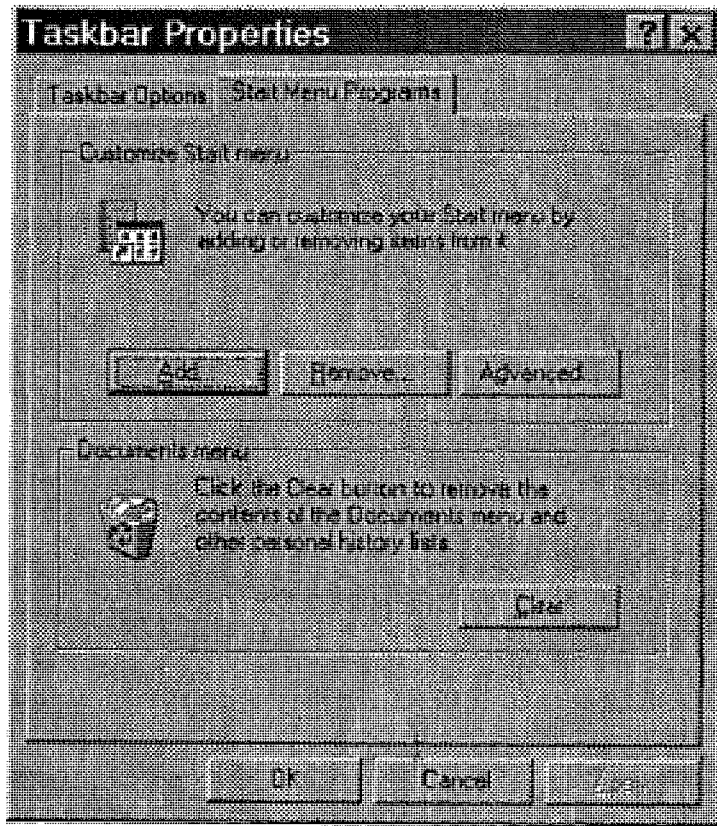 Taskbar Properties
Taskbar Options
Start Menu Programs
Customize Start menu
You can customize your Start menu by
adding or removing items from it.
Add...
Remove...
Advanced...
Documents menu
Click the Clear button to remove the
contents of the Documents menu and
other personal history lists.
Clear
OK
Cancel
Apply